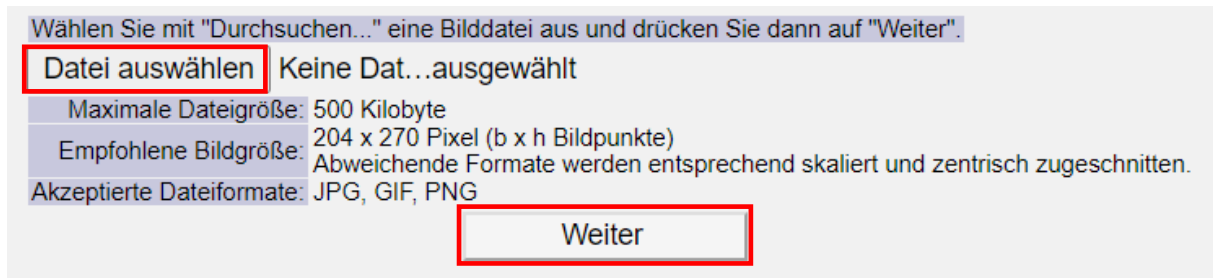 Wählen Sie mit "Durchsuchen..." eine Bilddatei aus und drücken Sie dann auf "Weiter".
Datei auswählen Keine Dat…ausgewählt
Maximale Dateigröße: 500 Kilobyte
Empfohlene Bildgröße: 204 x 270 Pixel (b x h Bildpunkte)
Abweichende Formate werden entsprechend skaliert und zentrisch zugeschnitten.
Akzeptierte Dateiformate: JPG, GIF, PNG
Weiter